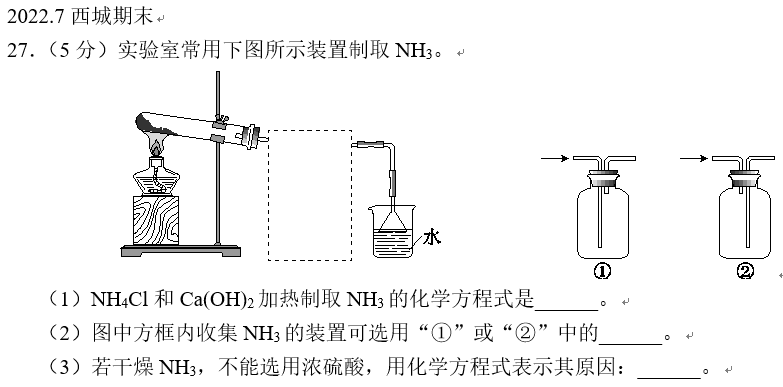 2022.7 西城期末
27.（5 分）实验室常用下图所示装置制取 NH₃。
水
① ②
（1）NH₄Cl 和 Ca(OH)₂ 加热制取 NH₃ 的化学方程式是______。
（2）图中方框内收集 NH₃ 的装置可选用“①”或“②”中的______。
（3）若干燥 NH₃，不能选用浓硫酸，用化学方程式表示其原因：______。